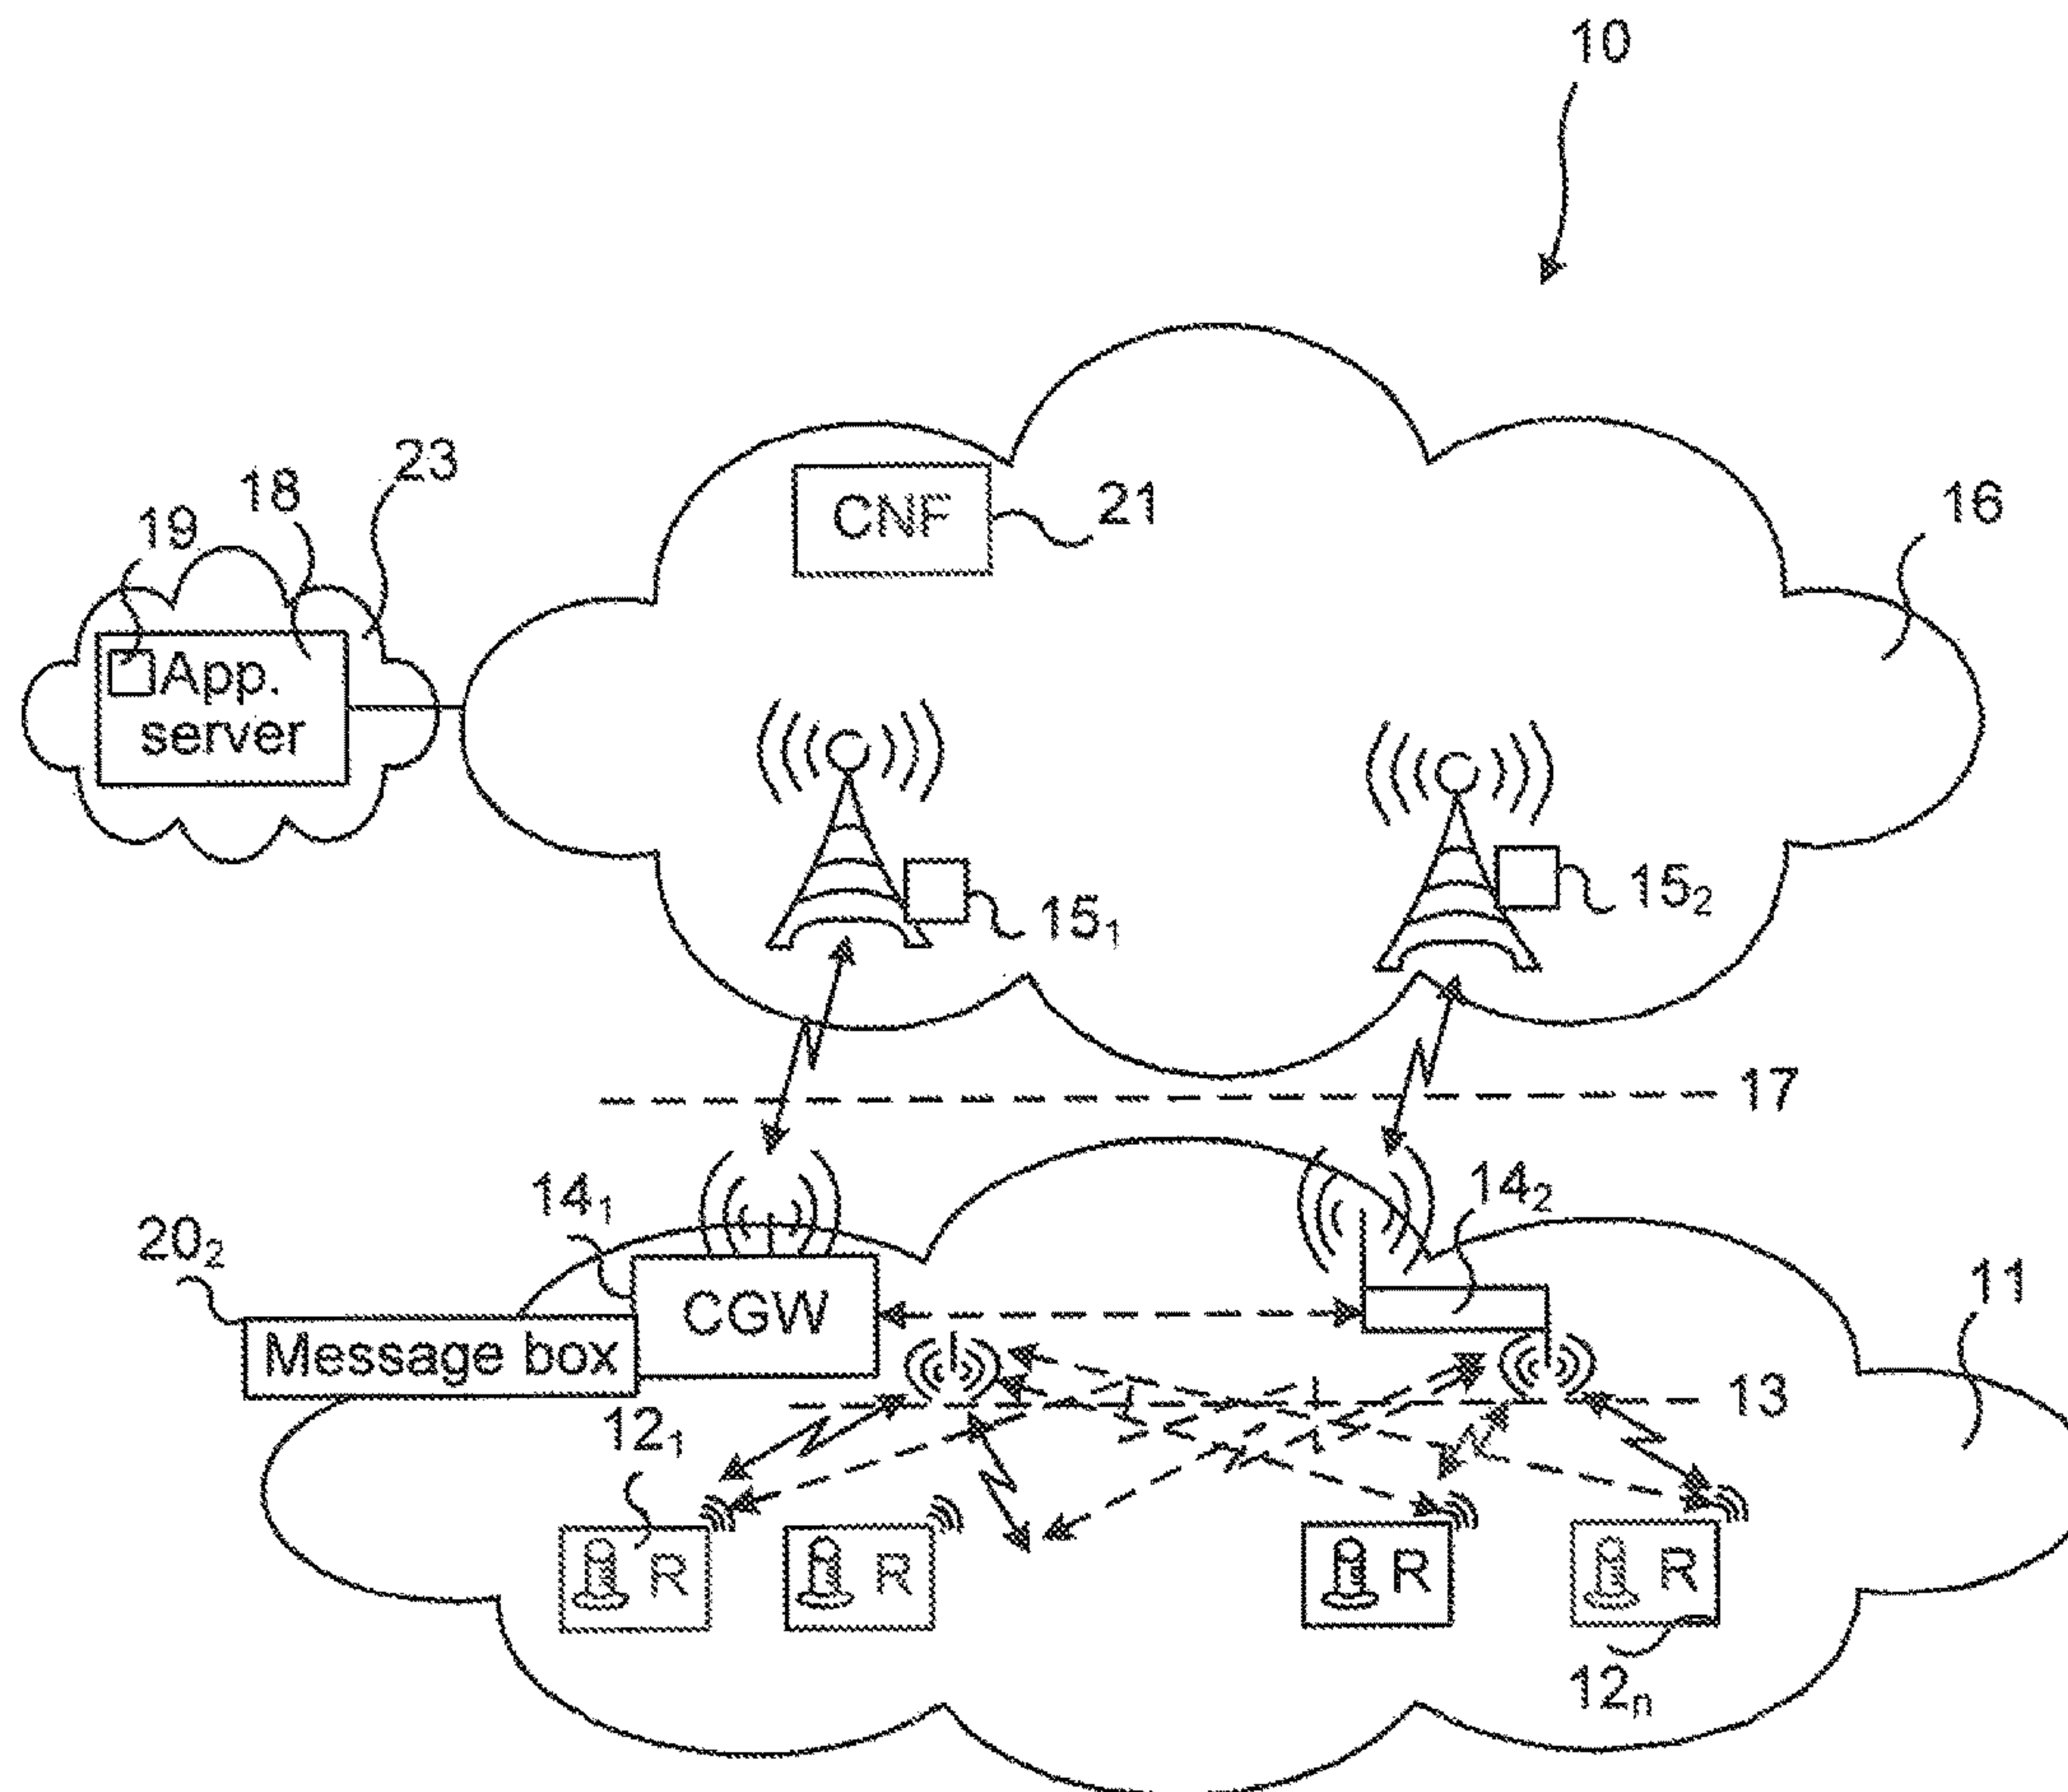 10
23
18
19
CNF
21
16
App.
server
15₁
15₂
17
14₁
14₂
20₂
CGW
11
Message box
13
12₁
R
R
R
R
12ₙ